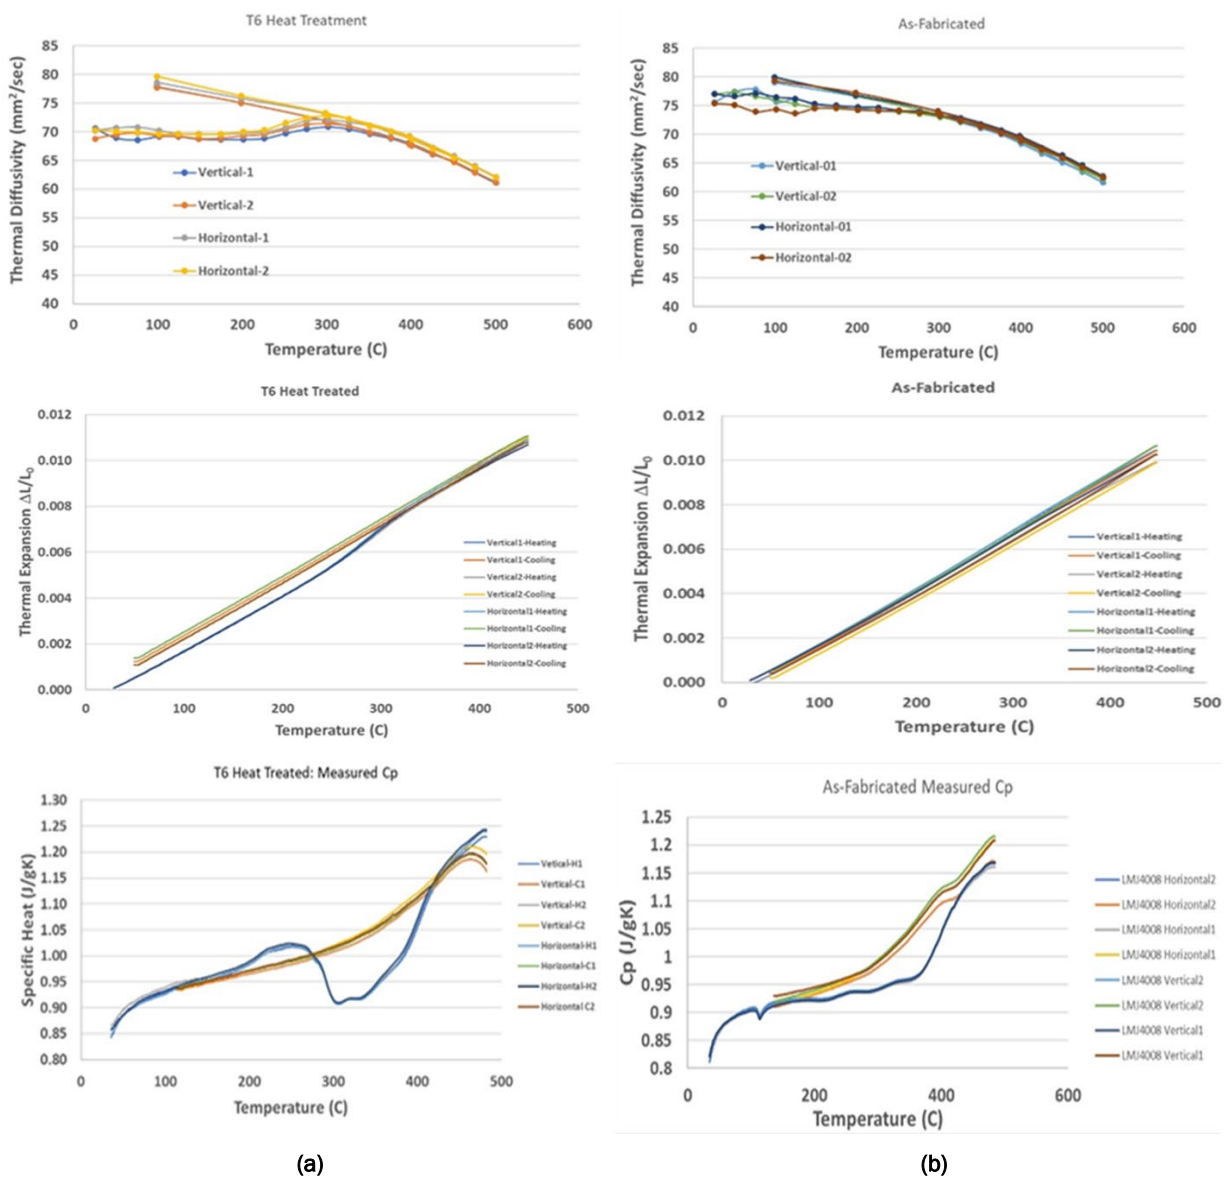 T6 Heat Treatment
Thermal Diffusivity (mm²/sec)
85
80
75
70
65
60
55
50
45
40
0 100 200 300 400 500 600
Temperature (C)
Vertical-1
Vertical-2
Horizontal-1
Horizontal-2
As-Fabricated
Thermal Diffusivity (mm²/sec)
85
80
75
70
65
60
55
50
45
40
0 100 200 300 400 500 600
Temperature (C)
Vertical-01
Vertical-02
Horizontal-01
Horizontal-02
T6 Heat Treated
Thermal Expansion ΔL/L₀
0.012
0.010
0.008
0.006
0.004
0.002
0.000
0 100 200 300 400 500
Temperature (C)
Vertical1-Heating
Vertical1-Cooling
Vertical2-Heating
Vertical2-Cooling
Horizontal1-Heating
Horizontal1-Cooling
Horizontal2-Heating
Horizontal2-Cooling
As-Fabricated
Thermal Expansion ΔL/L₀
0.012
0.010
0.008
0.006
0.004
0.002
0.000
0 100 200 300 400 500
Temperature (C)
Vertical1-Heating
Vertical1-Cooling
Vertical2-Heating
Vertical2-Cooling
Horizontal1-Heating
Horizontal1-Cooling
Horizontal2-Heating
Horizontal2-Cooling
T6 Heat Treated: Measured Cp
Specific Heat (J/gK)
1.30
1.25
1.20
1.15
1.10
1.05
1.00
0.95
0.90
0.85
0.80
0 100 200 300 400 500
Temperature (C)
Vetical-H1
Vertical-C1
Vertical-H2
Vertical-C2
Horizontal-H1
Horizontal-C1
Horizontal-H2
Horizontal C2
As-Fabricated Measured Cp
Cp (J/gK)
1.25
1.2
1.15
1.1
1.05
1
0.95
0.9
0.85
0.8
0 200 400 600
Temperature (C)
LMJ4008 Horizontal2
LMJ4008 Horizontal2
LMJ4008 Horizontal1
LMJ4008 Horizontal1
LMJ4008 Vertical2
LMJ4008 Vertical2
LMJ4008 Vertical1
LMJ4008 Vertical1
(a)
(b)